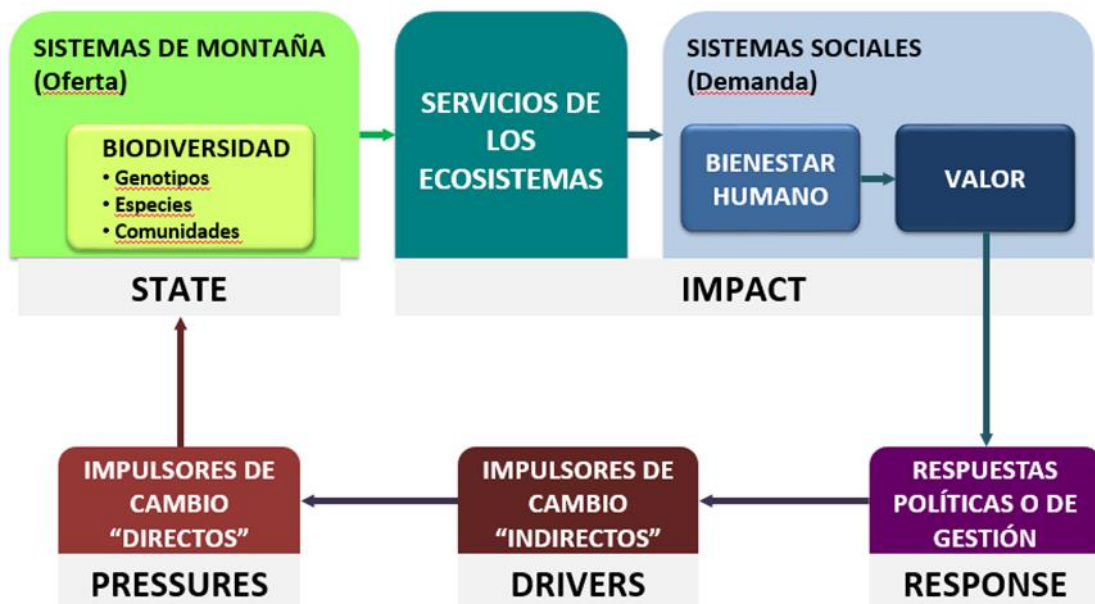 SISTEMAS DE MONTAÑA
(Oferta)
BIODIVERSIDAD
• Genotipos
• Especies
• Comunidades
STATE
SERVICIOS DE
LOS
ECOSISTEMAS
SISTEMAS SOCIALES
(Demanda)
BIENESTAR
HUMANO
VALOR
IMPACT
IMPULSORES DE
CAMBIO
“DIRECTOS”
PRESSURES
IMPULSORES DE
CAMBIO
“INDIRECTOS”
DRIVERS
RESPUESTAS
POLÍTICAS O DE
GESTIÓN
RESPONSE